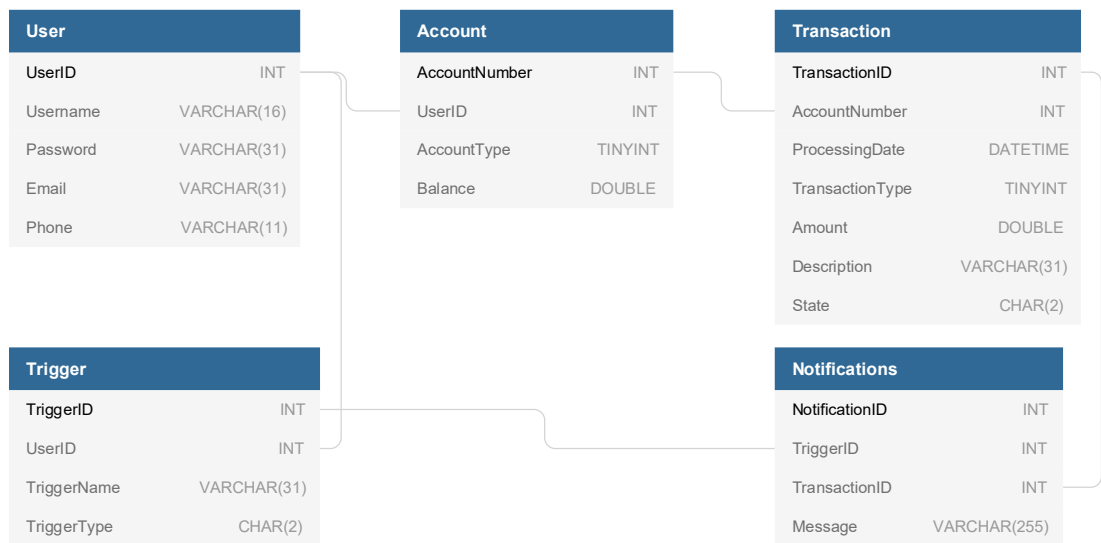 User
UserID INT
Username VARCHAR(16)
Password VARCHAR(31)
Email VARCHAR(31)
Phone VARCHAR(11)
Account
AccountNumber INT
UserID INT
AccountType TINYINT
Balance DOUBLE
Transaction
TransactionID INT
AccountNumber INT
ProcessingDate DATETIME
TransactionType TINYINT
Amount DOUBLE
Description VARCHAR(31)
State CHAR(2)
Trigger
TriggerID INT
UserID INT
TriggerName VARCHAR(31)
TriggerType CHAR(2)
Notifications
NotificationID INT
TriggerID INT
TransactionID INT
Message VARCHAR(255)